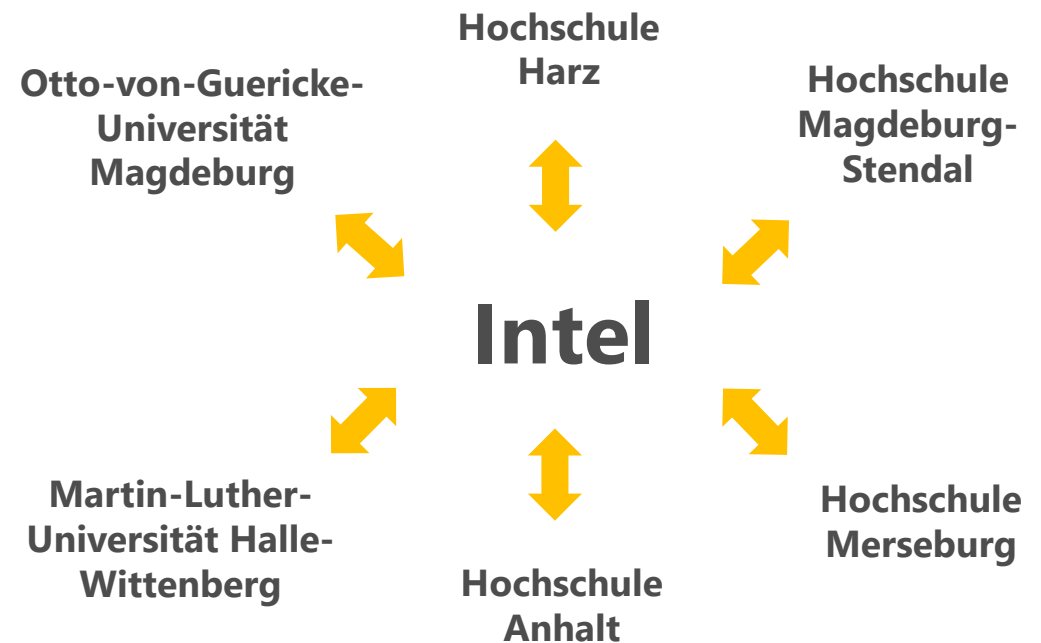 Hochschule
Harz
Otto-von-Guericke-
Universität
Magdeburg
Hochschule
Magdeburg-
Stendal
Intel
Martin-Luther-
Universität Halle-
Wittenberg
Hochschule
Anhalt
Hochschule
Merseburg